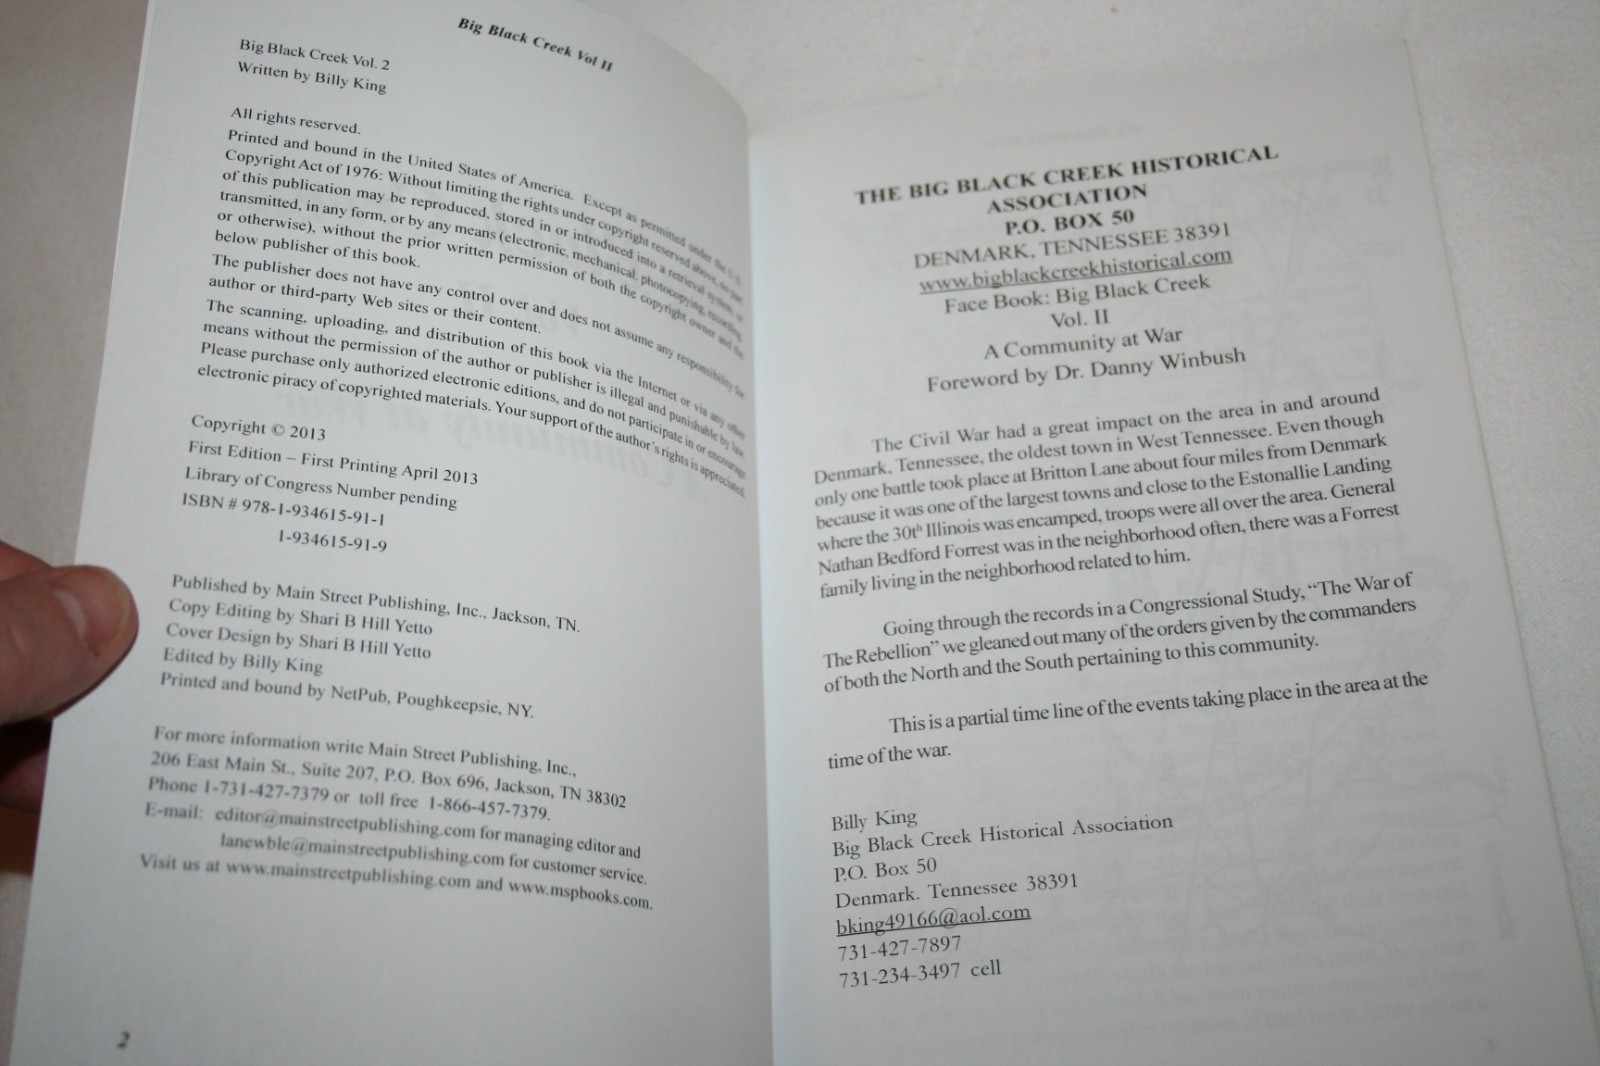 Big Black Creek Vol II
Big Black Creek Vol. 2
Written by Billy King
All rights reserved.
Printed and bound in the United States of America. Except as permitted under the U.S.
Copyright Act of 1976: Without limiting the rights under copyright reserved above, no part
of this publication may be reproduced, stored in or introduced into a retrieval system, or
transmitted, in any form, or by any means (electronic, mechanical, photocopying, recording
or otherwise), without the prior written permission of both the copyright owner and the
below publisher of this book.
The publisher does not have any control over and does not assume any responsibility for
author or third-party Web sites or their content.
The scanning, uploading, and distribution of this book via the Internet or via any other
means without the permission of the author or publisher is illegal and punishable by law.
Please purchase only authorized electronic editions, and do not participate in or encourage
electronic piracy of copyrighted materials. Your support of the author's rights is appreciated.
Copyright © 2013
First Edition – First Printing April 2013
Library of Congress Number pending
ISBN # 978-1-934615-91-1
1-934615-91-9
Published by Main Street Publishing, Inc., Jackson, TN.
Copy Editing by Shari B Hill Yetto
Cover Design by Shari B Hill Yetto
Edited by Billy King
Printed and bound by NetPub, Poughkeepsie, NY.
For more information write Main Street Publishing, Inc.,
206 East Main St., Suite 207, P.O. Box 696, Jackson, TN 38302
Phone 1-731-427-7379 or toll free 1-866-457-7379.
E-mail: editor@mainstreetpublishing.com for managing editor and
lanewble@mainstreetpublishing.com for customer service.
Visit us at www.mainstreetpublishing.com and www.mspbooks.com.
2
THE BIG BLACK CREEK HISTORICAL
ASSOCIATION
P.O. BOX 50
DENMARK, TENNESSEE 38391
www.bigblackcreekhistorical.com
Face Book: Big Black Creek
Vol. II
A Community at War
Foreword by Dr. Danny Winbush
The Civil War had a great impact on the area in and around
Denmark, Tennessee, the oldest town in West Tennessee. Even though
only one battle took place at Britton Lane about four miles from Denmark
because it was one of the largest towns and close to the Estonallie Landing
where the 30th Illinois was encamped, troops were all over the area. General
Nathan Bedford Forrest was in the neighborhood often, there was a Forrest
family living in the neighborhood related to him.
Going through the records in a Congressional Study, “The War of
The Rebellion” we gleaned out many of the orders given by the commanders
of both the North and the South pertaining to this community.
This is a partial time line of the events taking place in the area at the
time of the war.
Billy King
Big Black Creek Historical Association
P.O. Box 50
Denmark. Tennessee 38391
bking49166@aol.com
731-427-7897
731-234-3497 cell